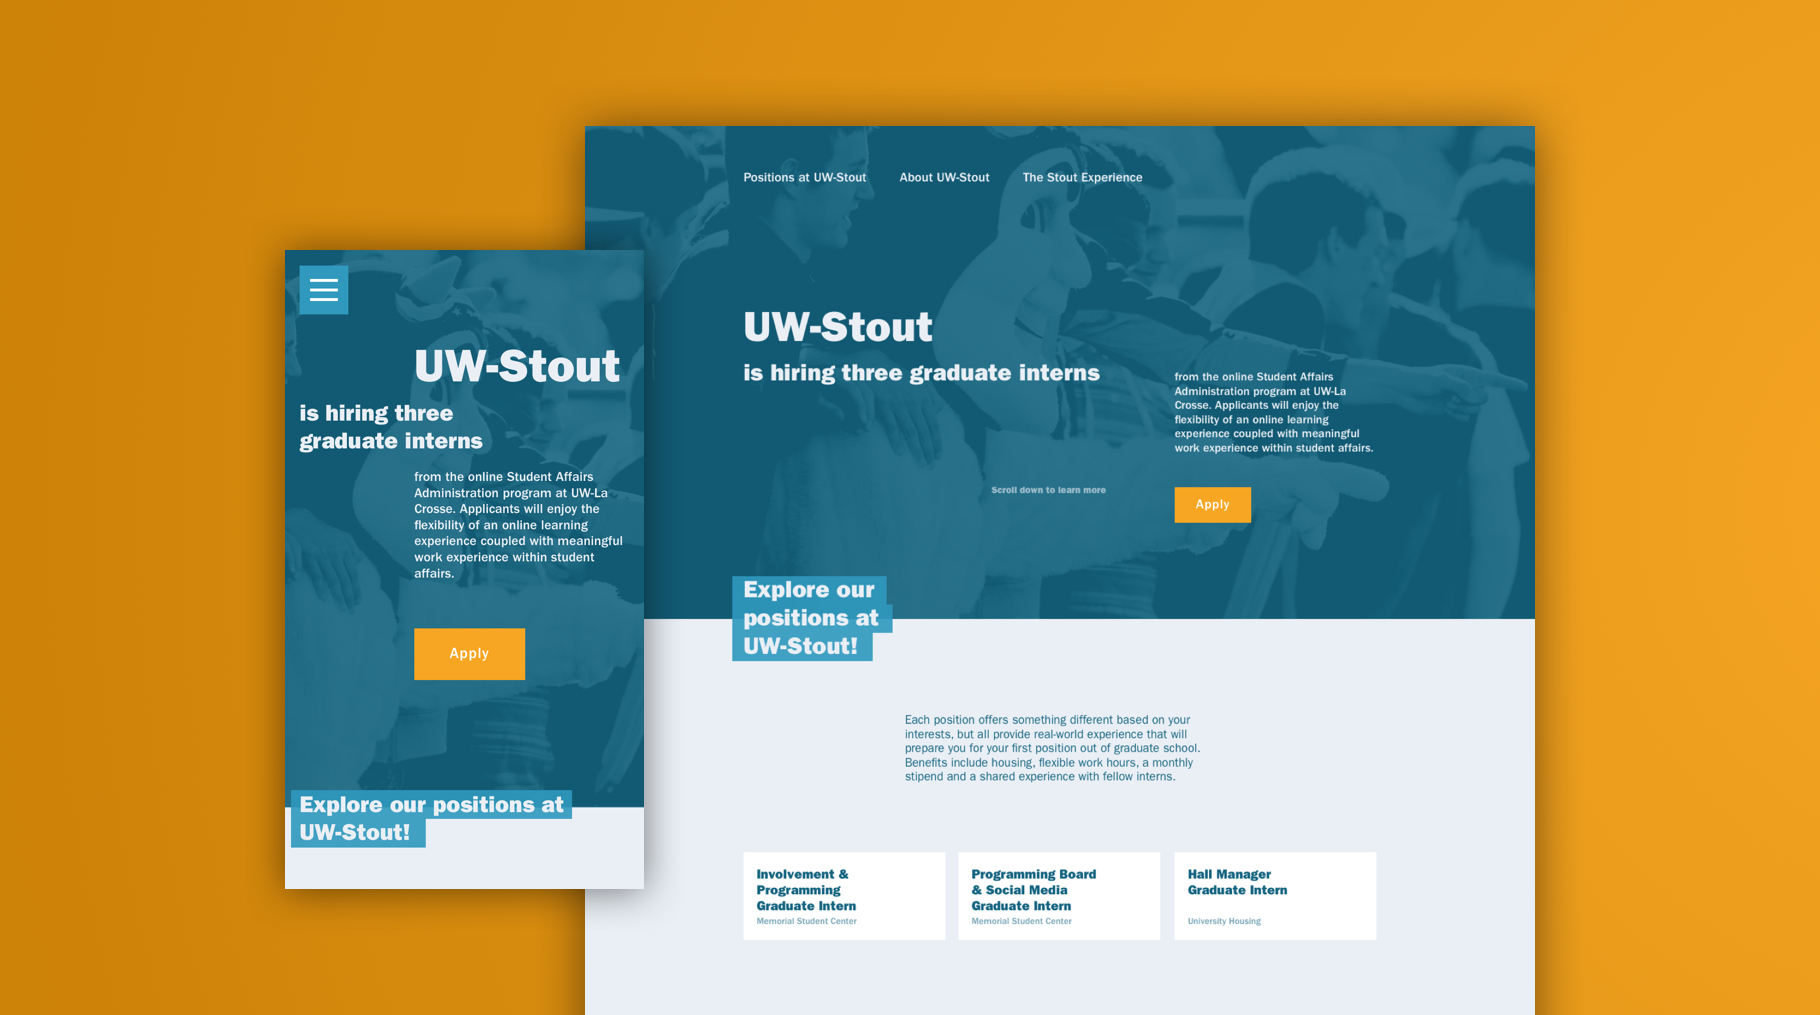 Positions at UW-Stout
About UW-Stout
The Stout Experience
UW-Stout
is hiring three graduate interns
from the online Student Affairs
Administration program at UW-La
Crosse. Applicants will enjoy the
flexibility of an online learning
experience coupled with meaningful
work experience within student affairs.
Scroll down to learn more
Apply
Explore our
positions at
UW-Stout!
Each position offers something different based on your
interests, but all provide real-world experience that will
prepare you for your first position out of graduate school.
Benefits include housing, flexible work hours, a monthly
stipend and a shared experience with fellow interns.
Involvement &
Programming
Graduate Intern
Memorial Student Center
Programming Board
& Social Media
Graduate Intern
Memorial Student Center
Hall Manager
Graduate Intern
University Housing
UW-Stout
is hiring three
graduate interns
from the online Student Affairs
Administration program at UW-La
Crosse. Applicants will enjoy the
flexibility of an online learning
experience coupled with meaningful
work experience within student
affairs.
Apply
Explore our positions at
UW-Stout!